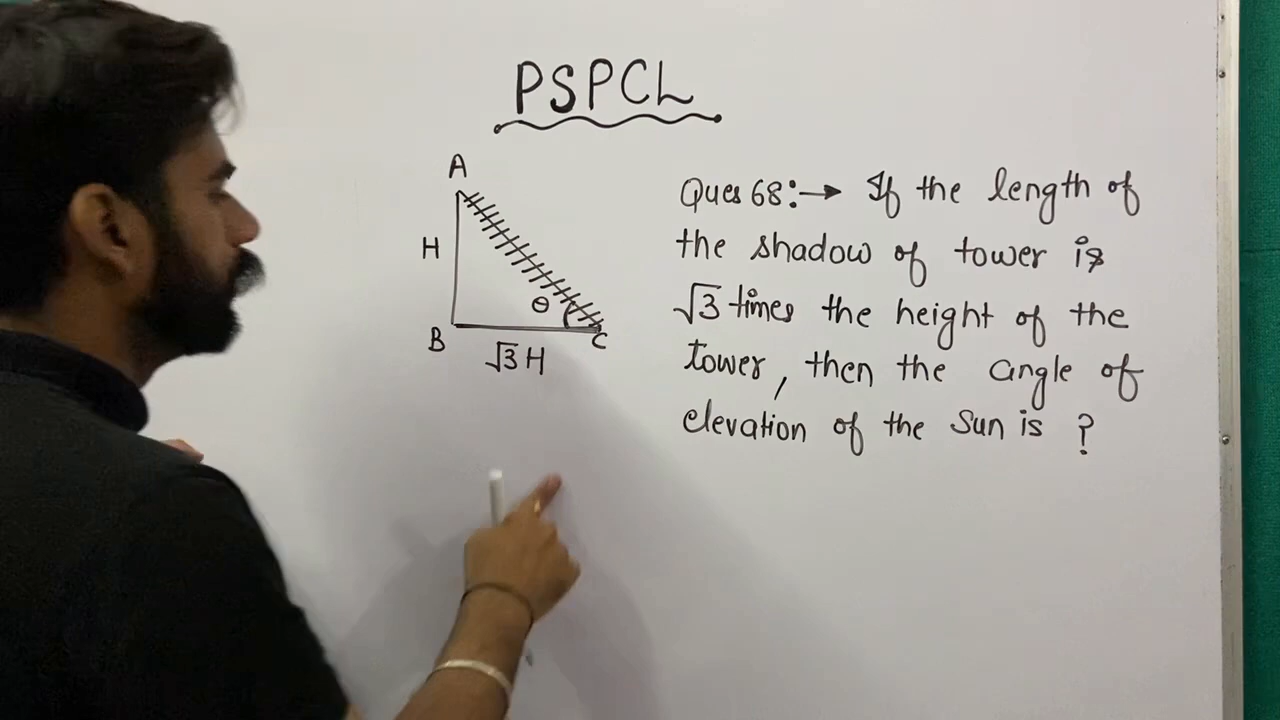 PSPCL
A
H
θ
B
C
√3 H
Ques 68:→ If the length of
the shadow of tower is
√3 times the height of the
tower, then the angle of
elevation of the Sun is ?